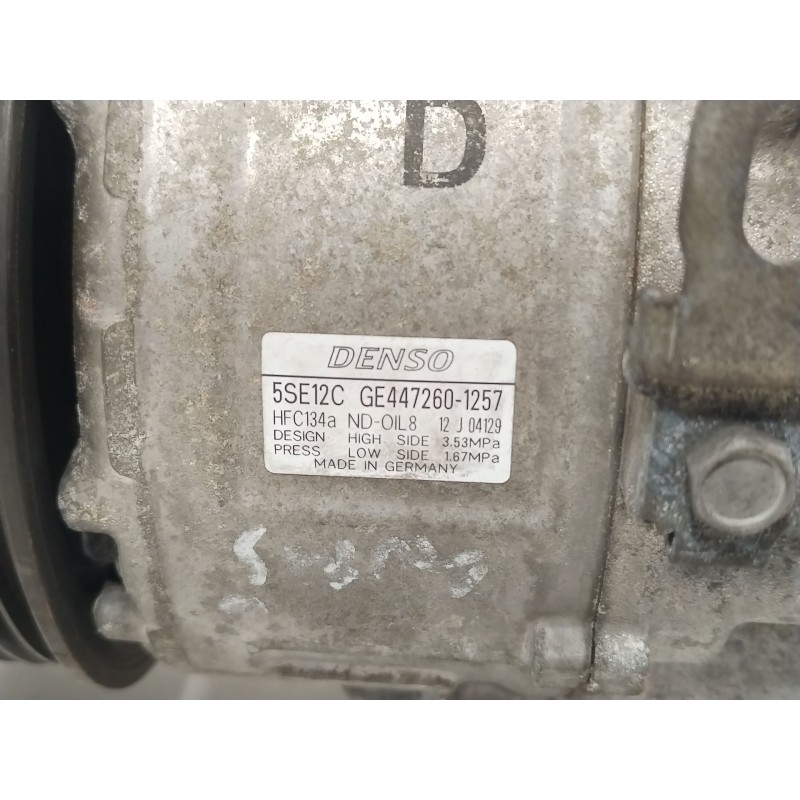 D
DENSO
5SE12C GE447260-1257
HFC134a ND-OIL8 12 J 04129
DESIGN HIGH SIDE 3.53MPa
PRESS LOW SIDE 1.67MPa
MADE IN GERMANY